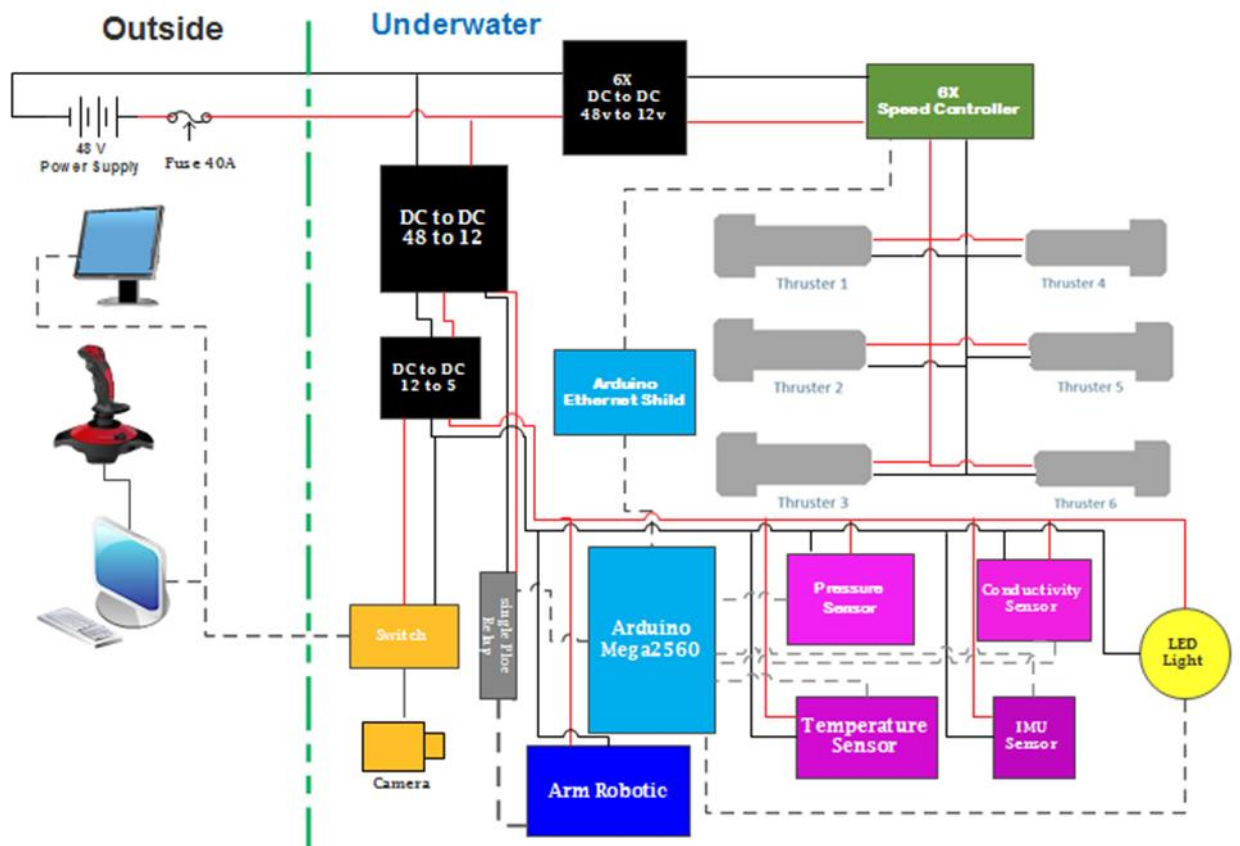 Outside
Underwater
6X
DC to DC
48v to 12v
6X
Speed Controller
48 V
Power Supply
Fuse 40A
DC to DC
48 to 12
Thruster 1
Thruster 4
DC to DC
12 to 5
Arduino
Ethernet Shild
Thruster 2
Thruster 5
Thruster 3
Thruster 6
Switch
single Ploe
Arduino
Mega2560
Pressure
Sensor
Conductivity
Sensor
LED
Light
Camera
Arm Robotic
Temperature
Sensor
IMU
Sensor